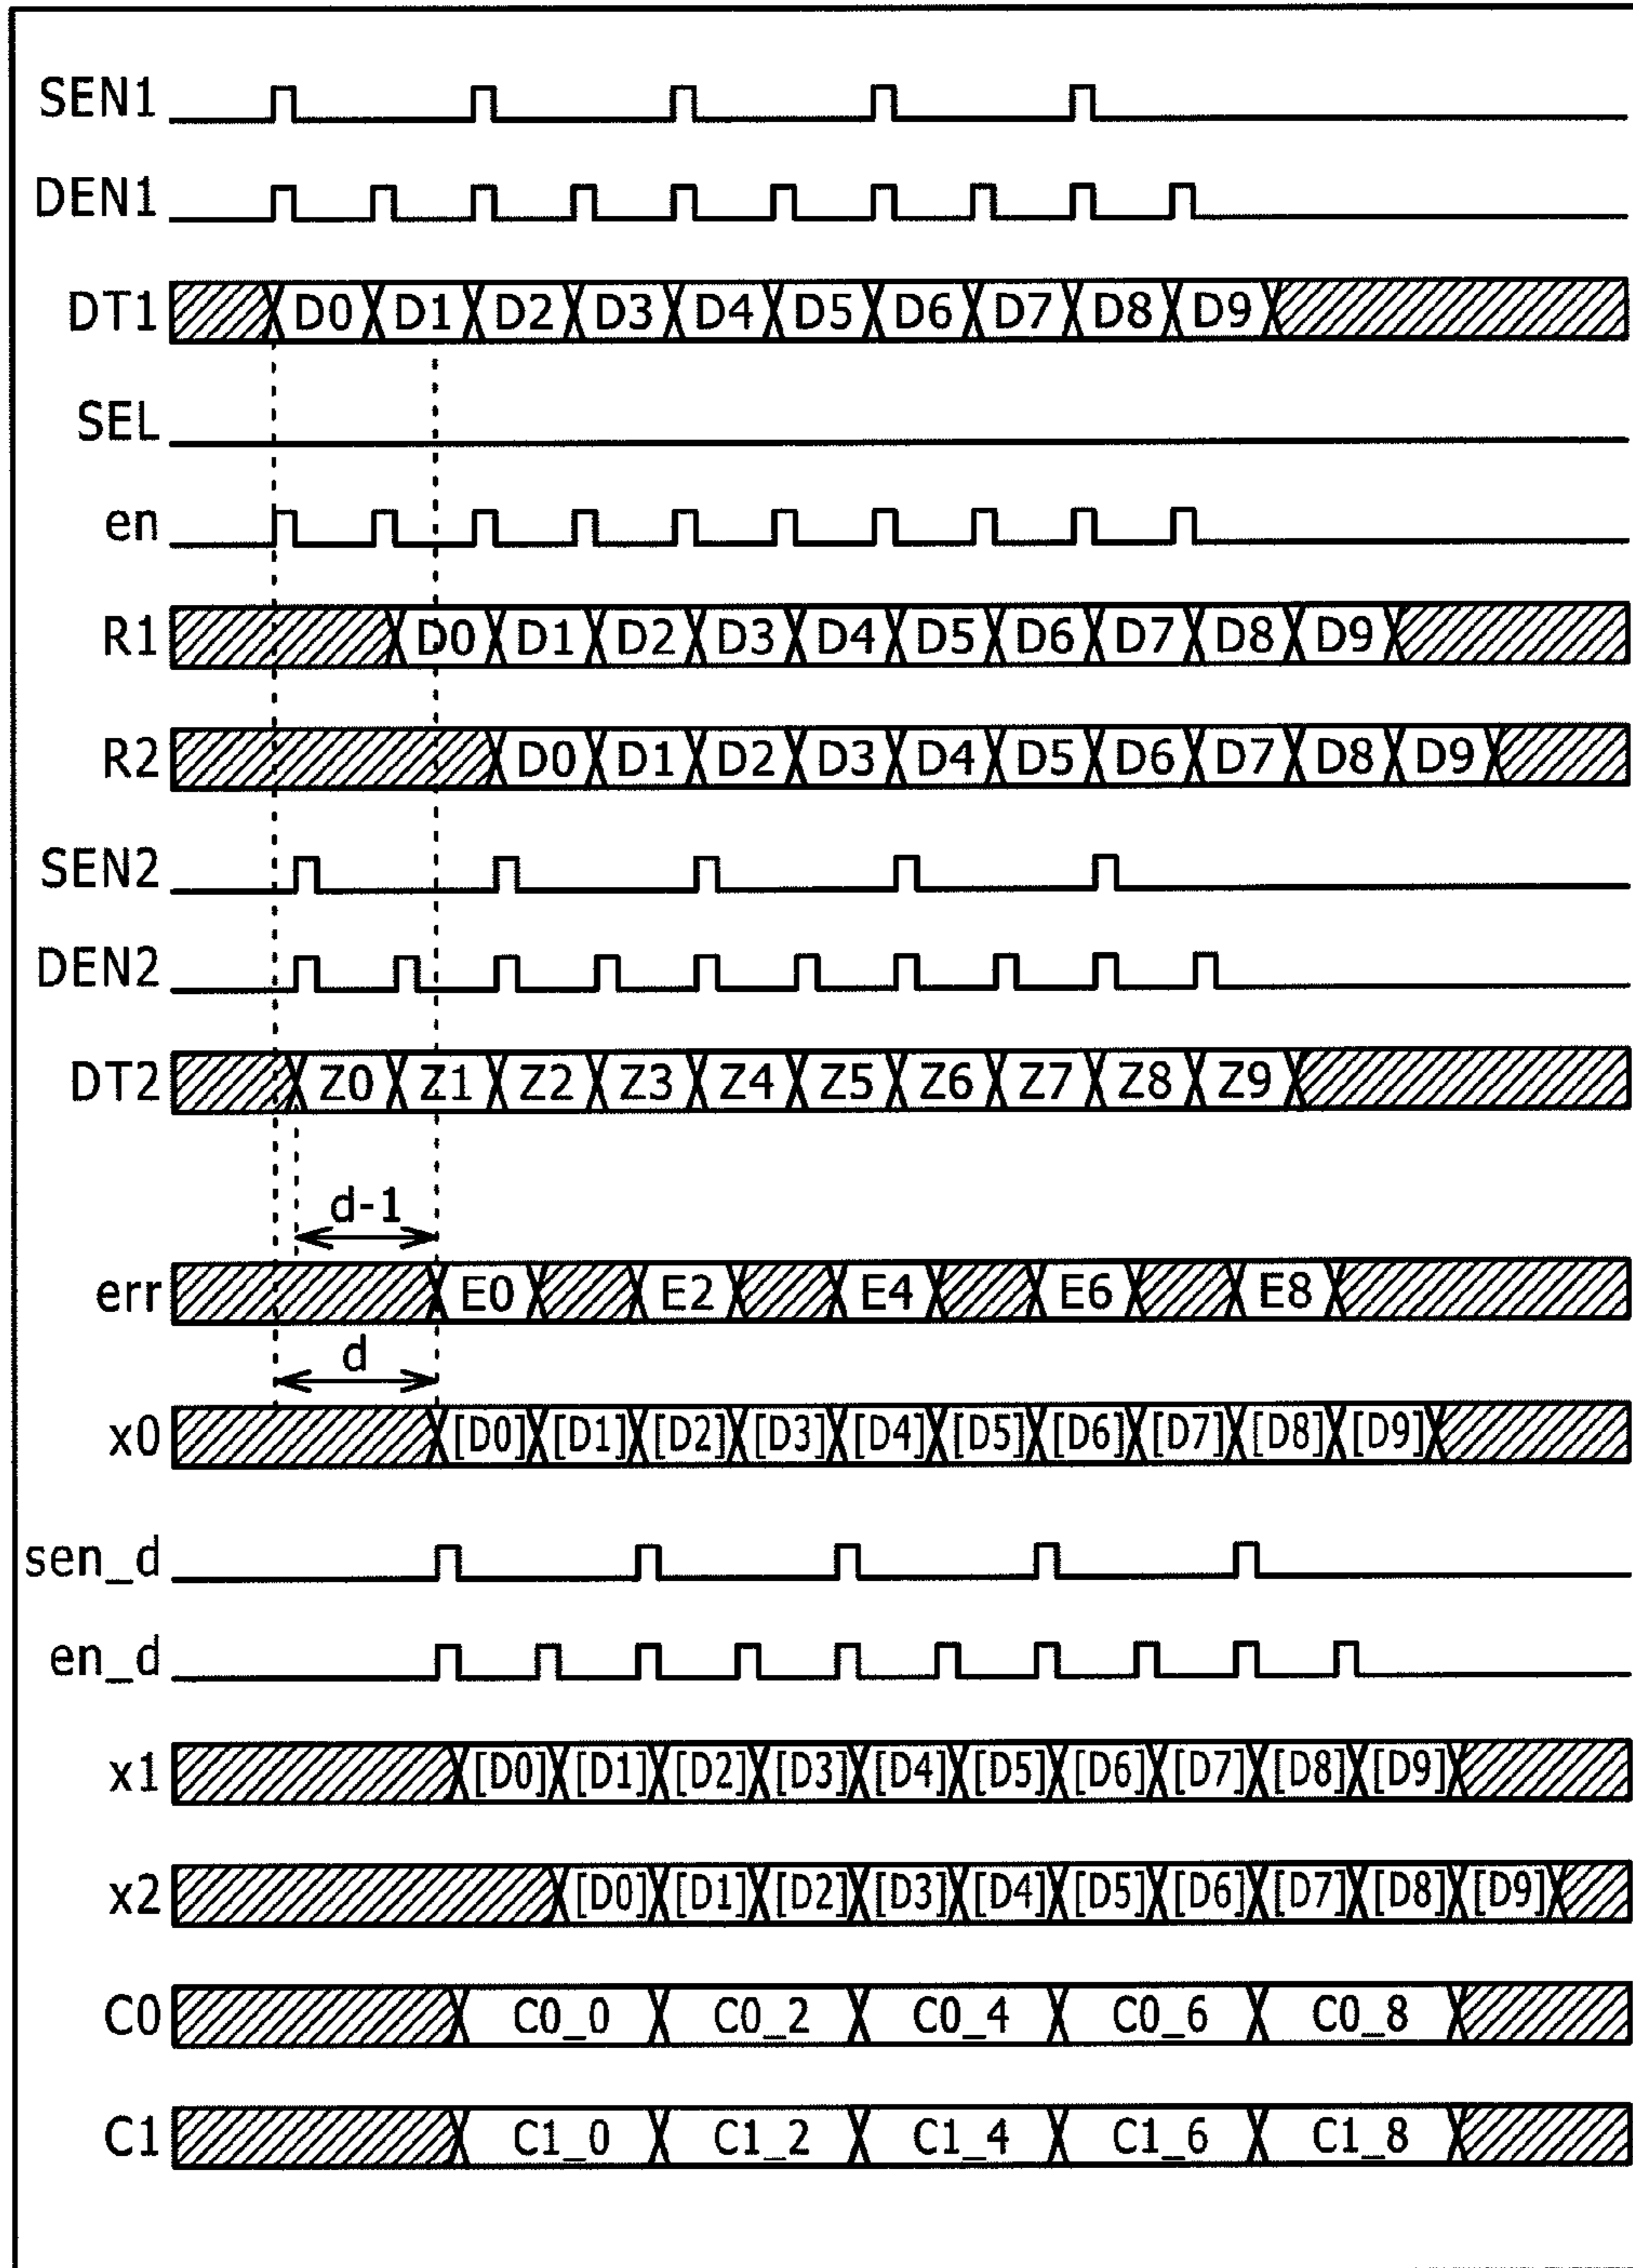 SEN1
DEN1
DT1 D0 D1 D2 D3 D4 D5 D6 D7 D8 D9
SEL
en
R1 D0 D1 D2 D3 D4 D5 D6 D7 D8 D9
R2 D0 D1 D2 D3 D4 D5 D6 D7 D8 D9
SEN2
DEN2
DT2 Z0 Z1 Z2 Z3 Z4 Z5 Z6 Z7 Z8 Z9
d-1
err E0 E2 E4 E6 E8
d
x0 [D0] [D1] [D2] [D3] [D4] [D5] [D6] [D7] [D8] [D9]
sen_d
en_d
x1 [D0] [D1] [D2] [D3] [D4] [D5] [D6] [D7] [D8] [D9]
x2 [D0] [D1] [D2] [D3] [D4] [D5] [D6] [D7] [D8] [D9]
C0 C0_0 C0_2 C0_4 C0_6 C0_8
C1 C1_0 C1_2 C1_4 C1_6 C1_8